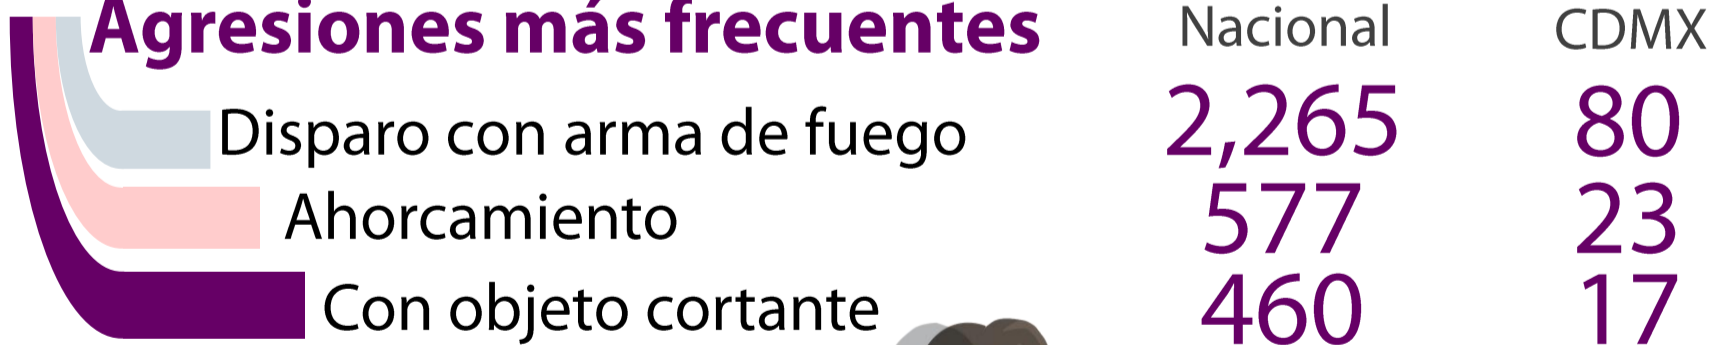 Agresiones más frecuentes Nacional CDMX
Disparo con arma de fuego 2,265 80
Ahorcamiento 577 23
Con objeto cortante 460 17